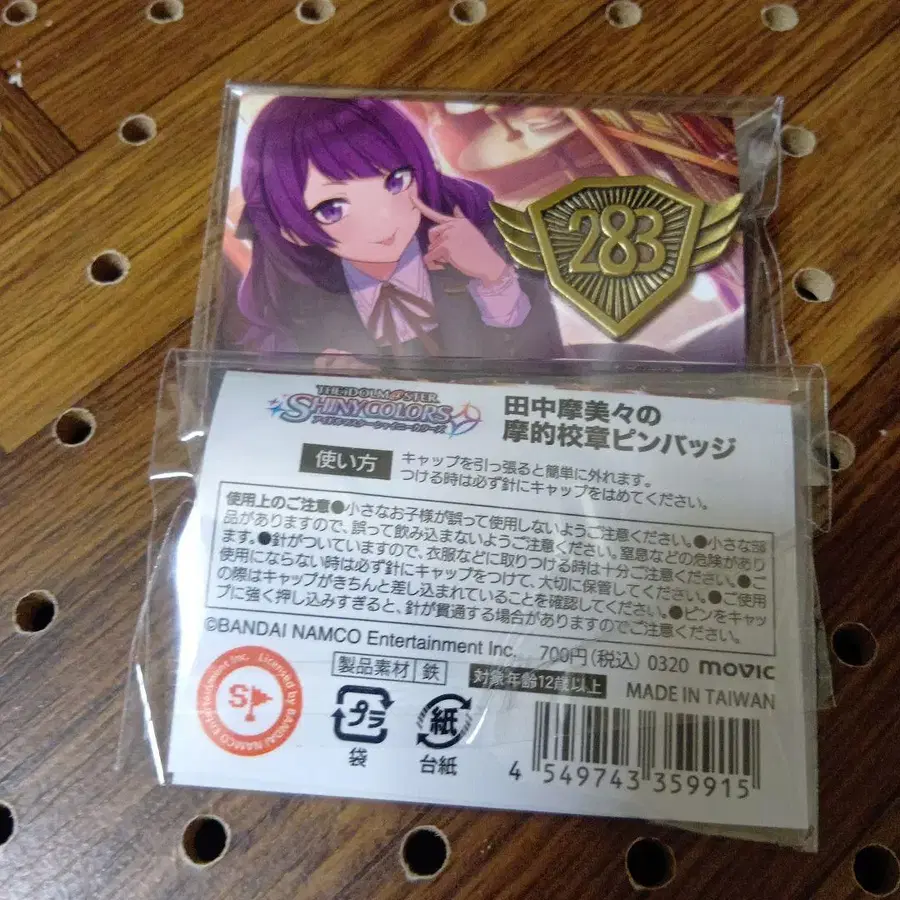 283
THE iDOLM@STER
SHINYCOLORS
アイドルマスターシャイニーカラーズ
田中摩美々の
摩的校章ピンバッジ
使い方
キャップを引っ張ると簡単に外れます。
つける時は必ず針にキャップをはめてください。
使用上のご注意●小さなお子様が誤って使用しないようご注意ください。●小さな部
品がありますので、誤って飲み込まないようご注意ください。窒息などの危険があり
ます。●針がついていますので、衣服などに取りつける時は十分ご注意ください。●ご
使用にならない時は必ず針にキャップをつけて、大切に保管してください。●ご使用
の際はキャップがきちんと差し込まれていることを確認してください。●ピンをキャッ
プに強く押し込みすぎると、針が貫通する場合がありますのでご注意ください。
©BANDAI NAMCO Entertainment Inc.
700円(税込) 0320 movic
製品素材 鉄
対象年齢12歳以上
MADE IN TAIWAN
Licensed by BANDAI NAMCO Entertainment Inc.
S
プラ
袋
紙
台紙
4 549743 359915